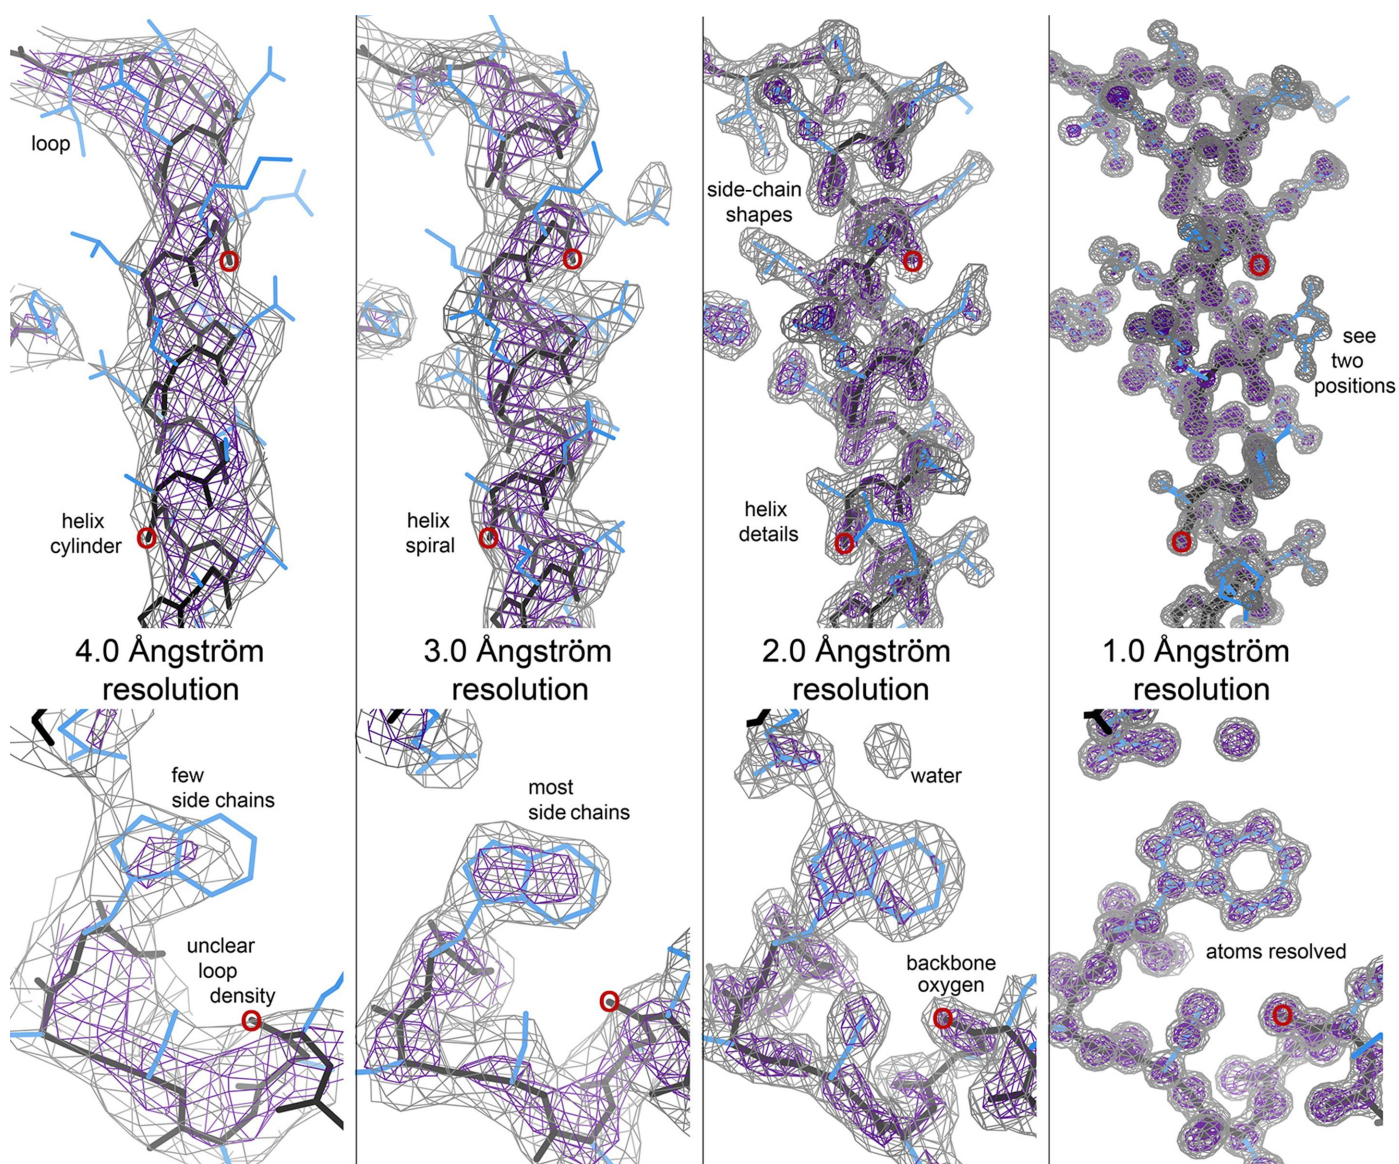 loop
helix
cylinder
O
O
4.0 Ångström
resolution
few
side chains
unclear
loop
density
O
helix
spiral
O
O
3.0 Ångström
resolution
most
side chains
O
side-chain
shapes
helix
details
O
O
2.0 Ångström
resolution
water
backbone
oxygen
O
see
two
positions
O
O
1.0 Ångström
resolution
atoms resolved
O